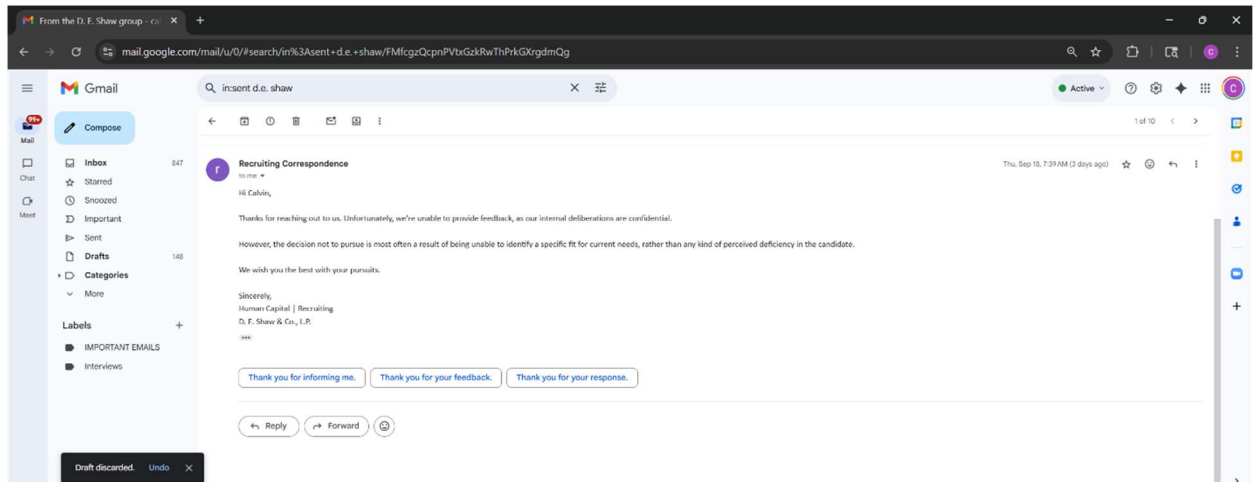 From the D. E. Shaw group - cal
mail.google.com/mail/u/0/#search/in%3Asent+d.e.+shaw/FMfcgzQcpnPVtxGzkRwThPrkGXrgdmQg
C
Gmail
in:sent d.e. shaw
Active
C
99+
Mail
Chat
Meet
Compose
Inbox 847
Starred
Snoozed
Important
Sent
Drafts 148
Categories
More
Labels
IMPORTANT EMAILS
Interviews
1 of 10
r
Recruiting Correspondence
Thu, Sep 18, 7:39 AM (3 days ago)
to me
Hi Calvin,
Thanks for reaching out to us. Unfortunately, we're unable to provide feedback, as our internal deliberations are confidential.
However, the decision not to pursue is most often a result of being unable to identify a specific fit for current needs, rather than any kind of perceived deficiency in the candidate.
We wish you the best with your pursuits.
Sincerely,
Human Capital | Recruiting
D. E. Shaw & Co., L.P.
Thank you for informing me. Thank you for your feedback. Thank you for your response.
Reply Forward
Draft discarded. Undo